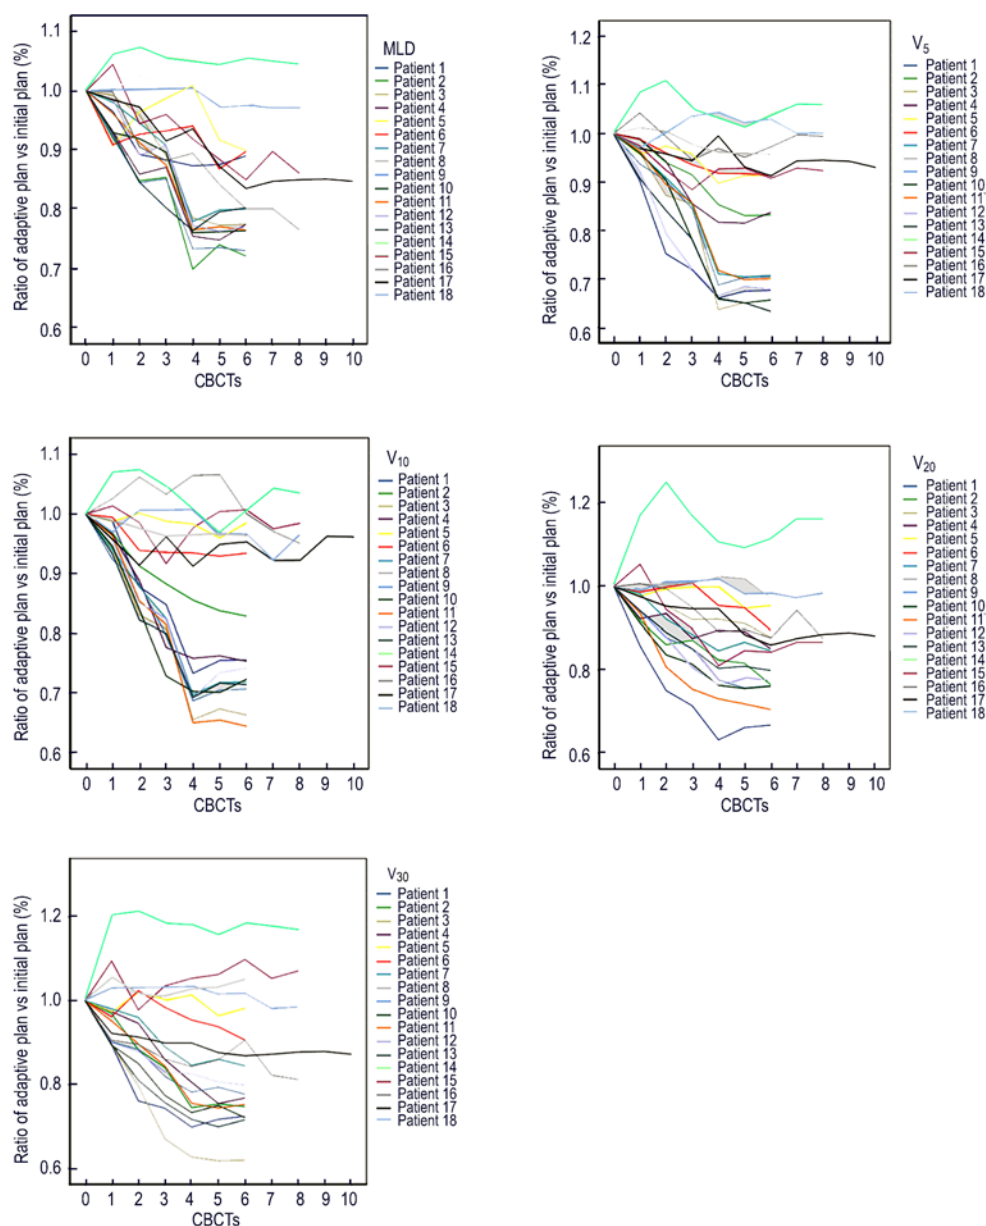 Ratio of adaptive plan vs initial plan (%)
1.1
1.0
0.9
0.8
0.7
0.6
0 1 2 3 4 5 6 7 8 9 10
CBCTs
MLD
Patient 1
Patient 2
Patient 3
Patient 4
Patient 5
Patient 6
Patient 7
Patient 8
Patient 9
Patient 10
Patient 11
Patient 12
Patient 13
Patient 14
Patient 15
Patient 16
Patient 17
Patient 18
Ratio of adaptive plan vs initial plan (%)
1.2
1.1
1.0
0.9
0.8
0.7
0.6
0 1 2 3 4 5 6 7 8 9 10
CBCTs
V5
Patient 1
Patient 2
Patient 3
Patient 4
Patient 5
Patient 6
Patient 7
Patient 8
Patient 9
Patient 10
Patient 11
Patient 12
Patient 13
Patient 14
Patient 15
Patient 16
Patient 17
Patient 18
Ratio of adaptive plan vs initial plan (%)
1.1
1.0
0.9
0.8
0.7
0.6
0 1 2 3 4 5 6 7 8 9 10
CBCTs
V10
Patient 1
Patient 2
Patient 3
Patient 4
Patient 5
Patient 6
Patient 7
Patient 8
Patient 9
Patient 10
Patient 11
Patient 12
Patient 13
Patient 14
Patient 15
Patient 16
Patient 17
Patient 18
Ratio of adaptive plan vs initial plan (%)
1.2
1.0
0.8
0.6
0 1 2 3 4 5 6 7 8 9 10
CBCTs
V20
Patient 1
Patient 2
Patient 3
Patient 4
Patient 5
Patient 6
Patient 7
Patient 8
Patient 9
Patient 10
Patient 11
Patient 12
Patient 13
Patient 14
Patient 15
Patient 16
Patient 17
Patient 18
Ratio of adaptive plan vs initial plan (%)
1.2
1.0
0.8
0.6
0 1 2 3 4 5 6 7 8 9 10
CBCTs
V30
Patient 1
Patient 2
Patient 3
Patient 4
Patient 5
Patient 6
Patient 7
Patient 8
Patient 9
Patient 10
Patient 11
Patient 12
Patient 13
Patient 14
Patient 15
Patient 16
Patient 17
Patient 18